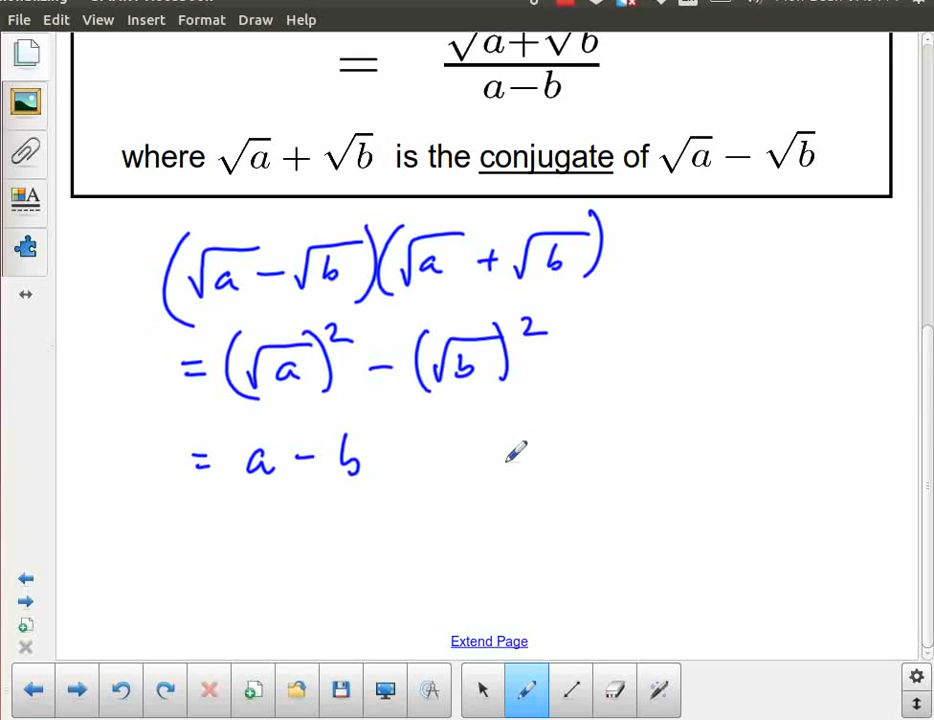 File Edit View Insert Format Draw Help
= (√a+√b)/(a−b)
where √a + √b is the conjugate of √a − √b
(√a − √b)(√a + √b)
= (√a)² − (√b)²
= a − b
Extend Page